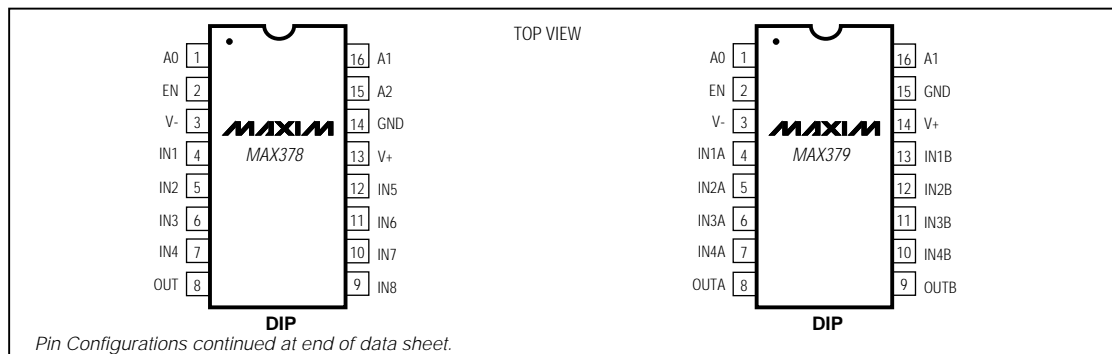 TOP VIEW
A0 1 16 A1
EN 2 15 A2
V- 3 14 GND
IN1 4 13 V+
IN2 5 12 IN5
IN3 6 11 IN6
IN4 7 10 IN7
OUT 8 9 IN8
MAXIM
MAX378
DIP
A0 1 16 A1
EN 2 15 GND
V- 3 14 V+
IN1A 4 13 IN1B
IN2A 5 12 IN2B
IN3A 6 11 IN3B
IN4A 7 10 IN4B
OUTA 8 9 OUTB
MAXIM
MAX379
DIP
Pin Configurations continued at end of data sheet.